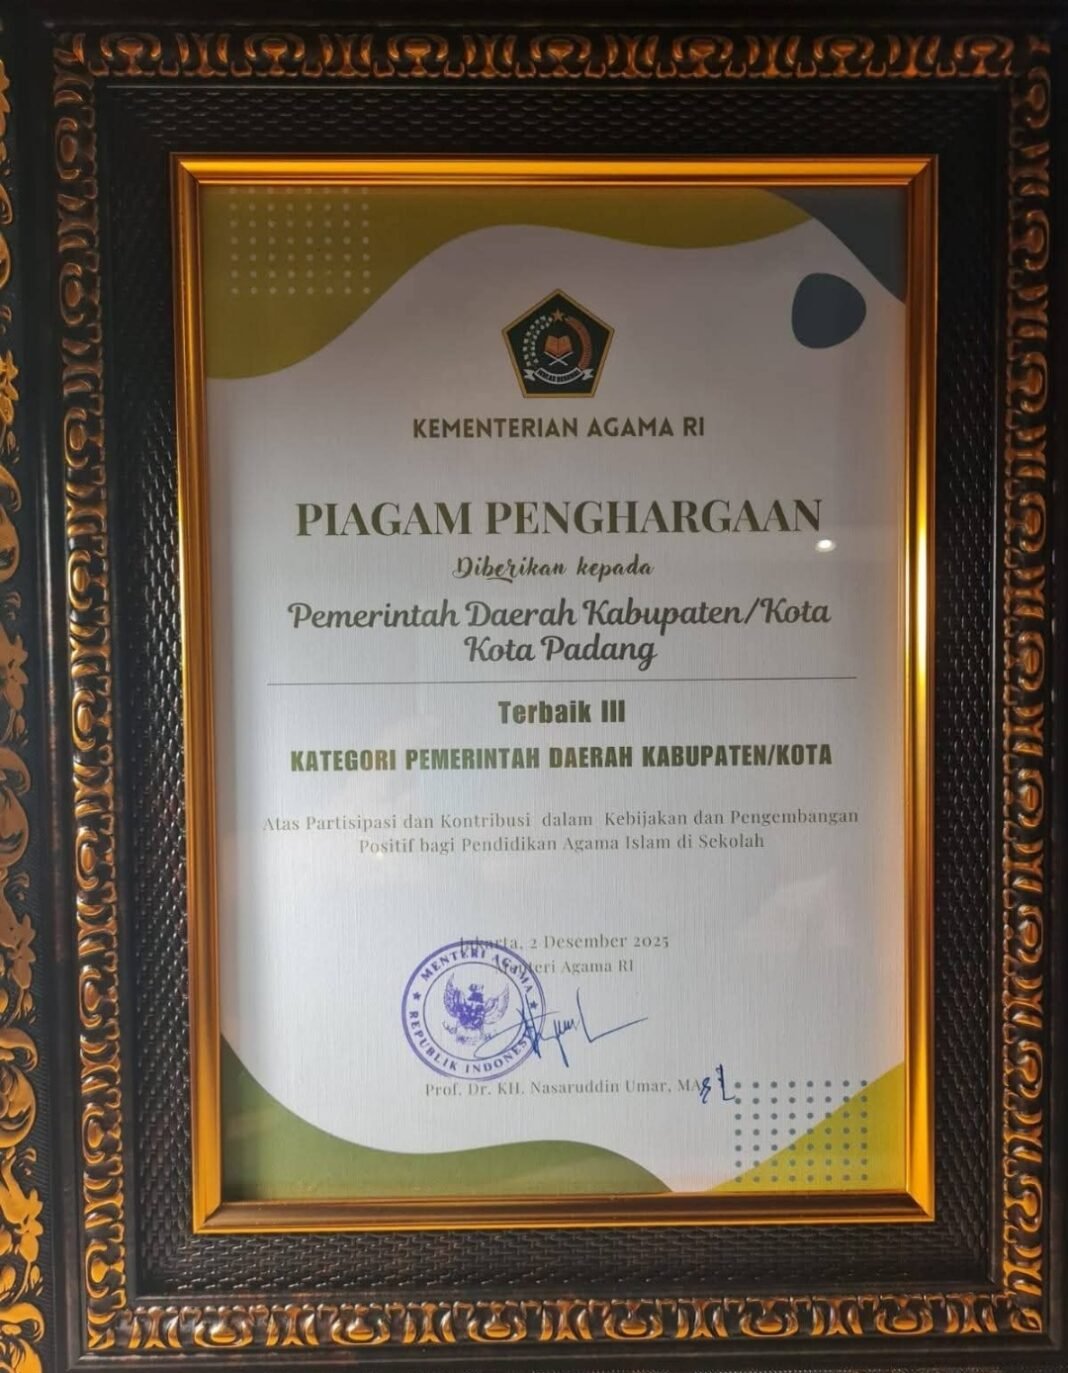 KEMENTERIAN AGAMA RI
PIAGAM PENGHARGAAN
Diberikan kepada
Pemerintah Daerah Kabupaten/Kota
Kota Padang
Terbaik III
KATEGORI PEMERINTAH DAERAH KABUPATEN/KOTA
Atas Partisipasi dan Kontribusi dalam Kebijakan dan Pengembangan
Positif bagi Pendidikan Agama Islam di Sekolah
Jakarta, 2 Desember 2025
Menteri Agama RI
MENTERI AGAMA
REPUBLIK INDONESIA
Prof. Dr. KH. Nasaruddin Umar, MA